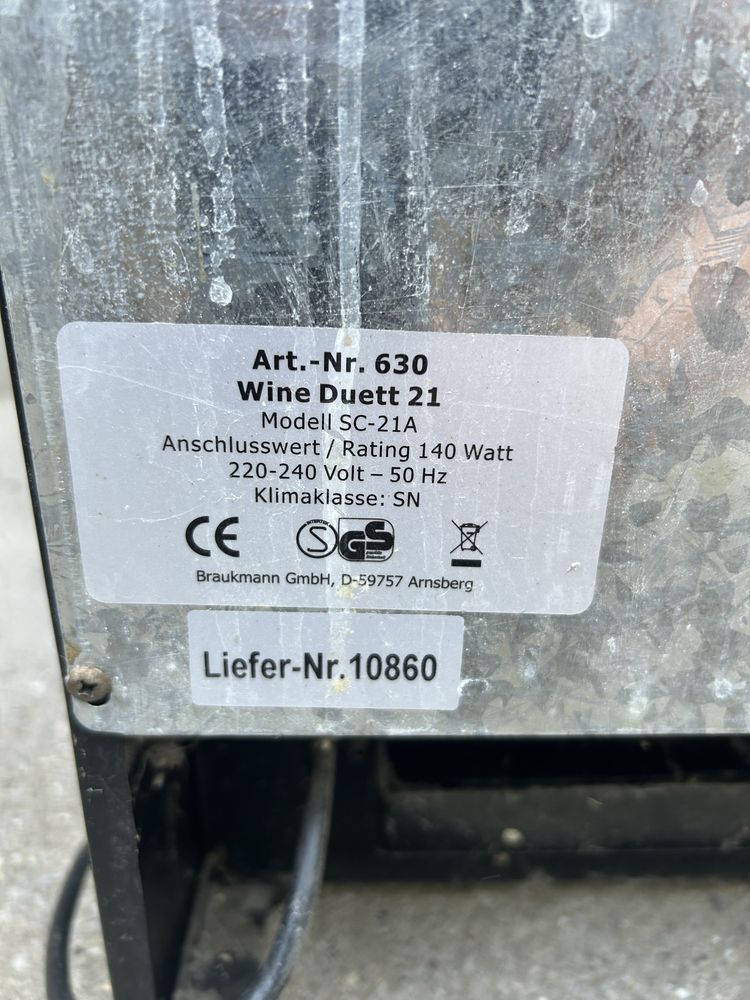 Art.-Nr. 630
Wine Duett 21
Modell SC-21A
Anschlusswert / Rating 140 Watt
220-240 Volt – 50 Hz
Klimaklasse: SN
CE
INTERTEK
S GS
Braukmann GmbH, D-59757 Arnsberg
Liefer-Nr.10860